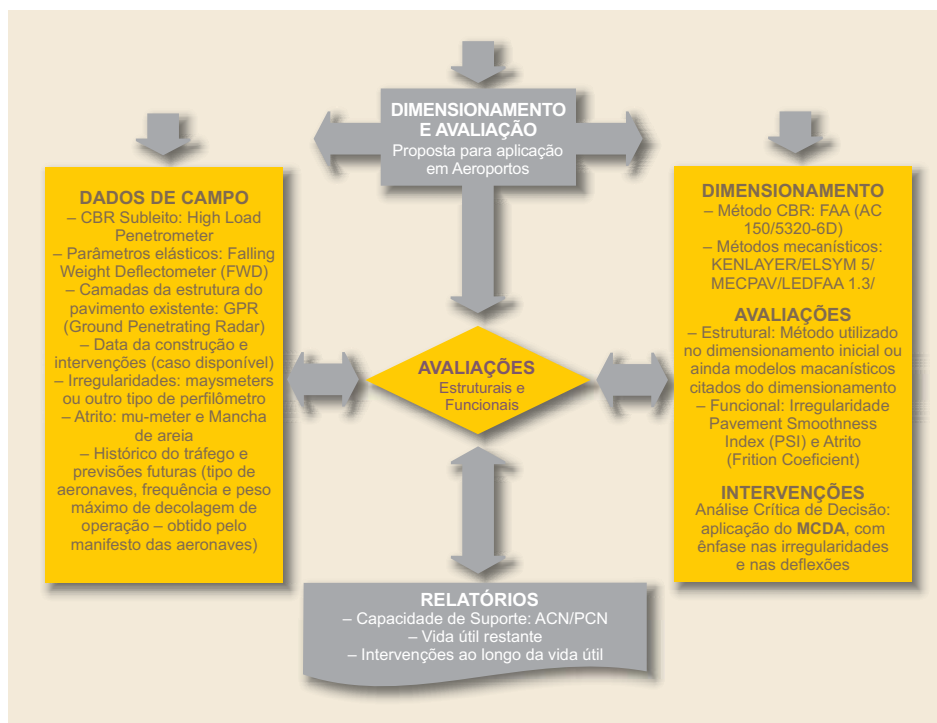 DIMENSIONAMENTO
E AVALIAÇÃO
Proposta para aplicação
em Aeroportos
DADOS DE CAMPO
– CBR Subleito: High Load
Penetrometer
– Parâmetros elásticos: Falling
Weight Deflectometer (FWD)
– Camadas da estrutura do
pavimento existente: GPR
(Ground Penetrating Radar)
– Data da construção e
intervenções (caso disponível)
– Irregularidades: maysmeters
ou outro tipo de perfilômetro
– Atrito: mu-meter e Mancha
de areia
– Histórico do tráfego e
previsões futuras (tipo de
aeronaves, frequência e peso
máximo de decolagem de
operação – obtido pelo
manifesto das aeronaves)
AVALIAÇÕES
Estruturais e
Funcionais
DIMENSIONAMENTO
– Método CBR: FAA (AC
150/5320-6D)
– Métodos mecanísticos:
KENLAYER/ELSYM 5/
MECPAV/LEDFAA 1.3/
AVALIAÇÕES
– Estrutural: Método utilizado
no dimensionamento inicial ou
ainda modelos macanísticos
citados do dimensionamento
– Funcional: Irregularidade
Pavement Smoothness
Index (PSI) e Atrito
(Frition Coeficient)
INTERVENÇÕES
Análise Crítica de Decisão:
aplicação do MCDA, com
ênfase nas irregularidades
e nas deflexões
RELATÓRIOS
– Capacidade de Suporte: ACN/PCN
– Vida útil restante
– Intervenções ao longo da vida útil